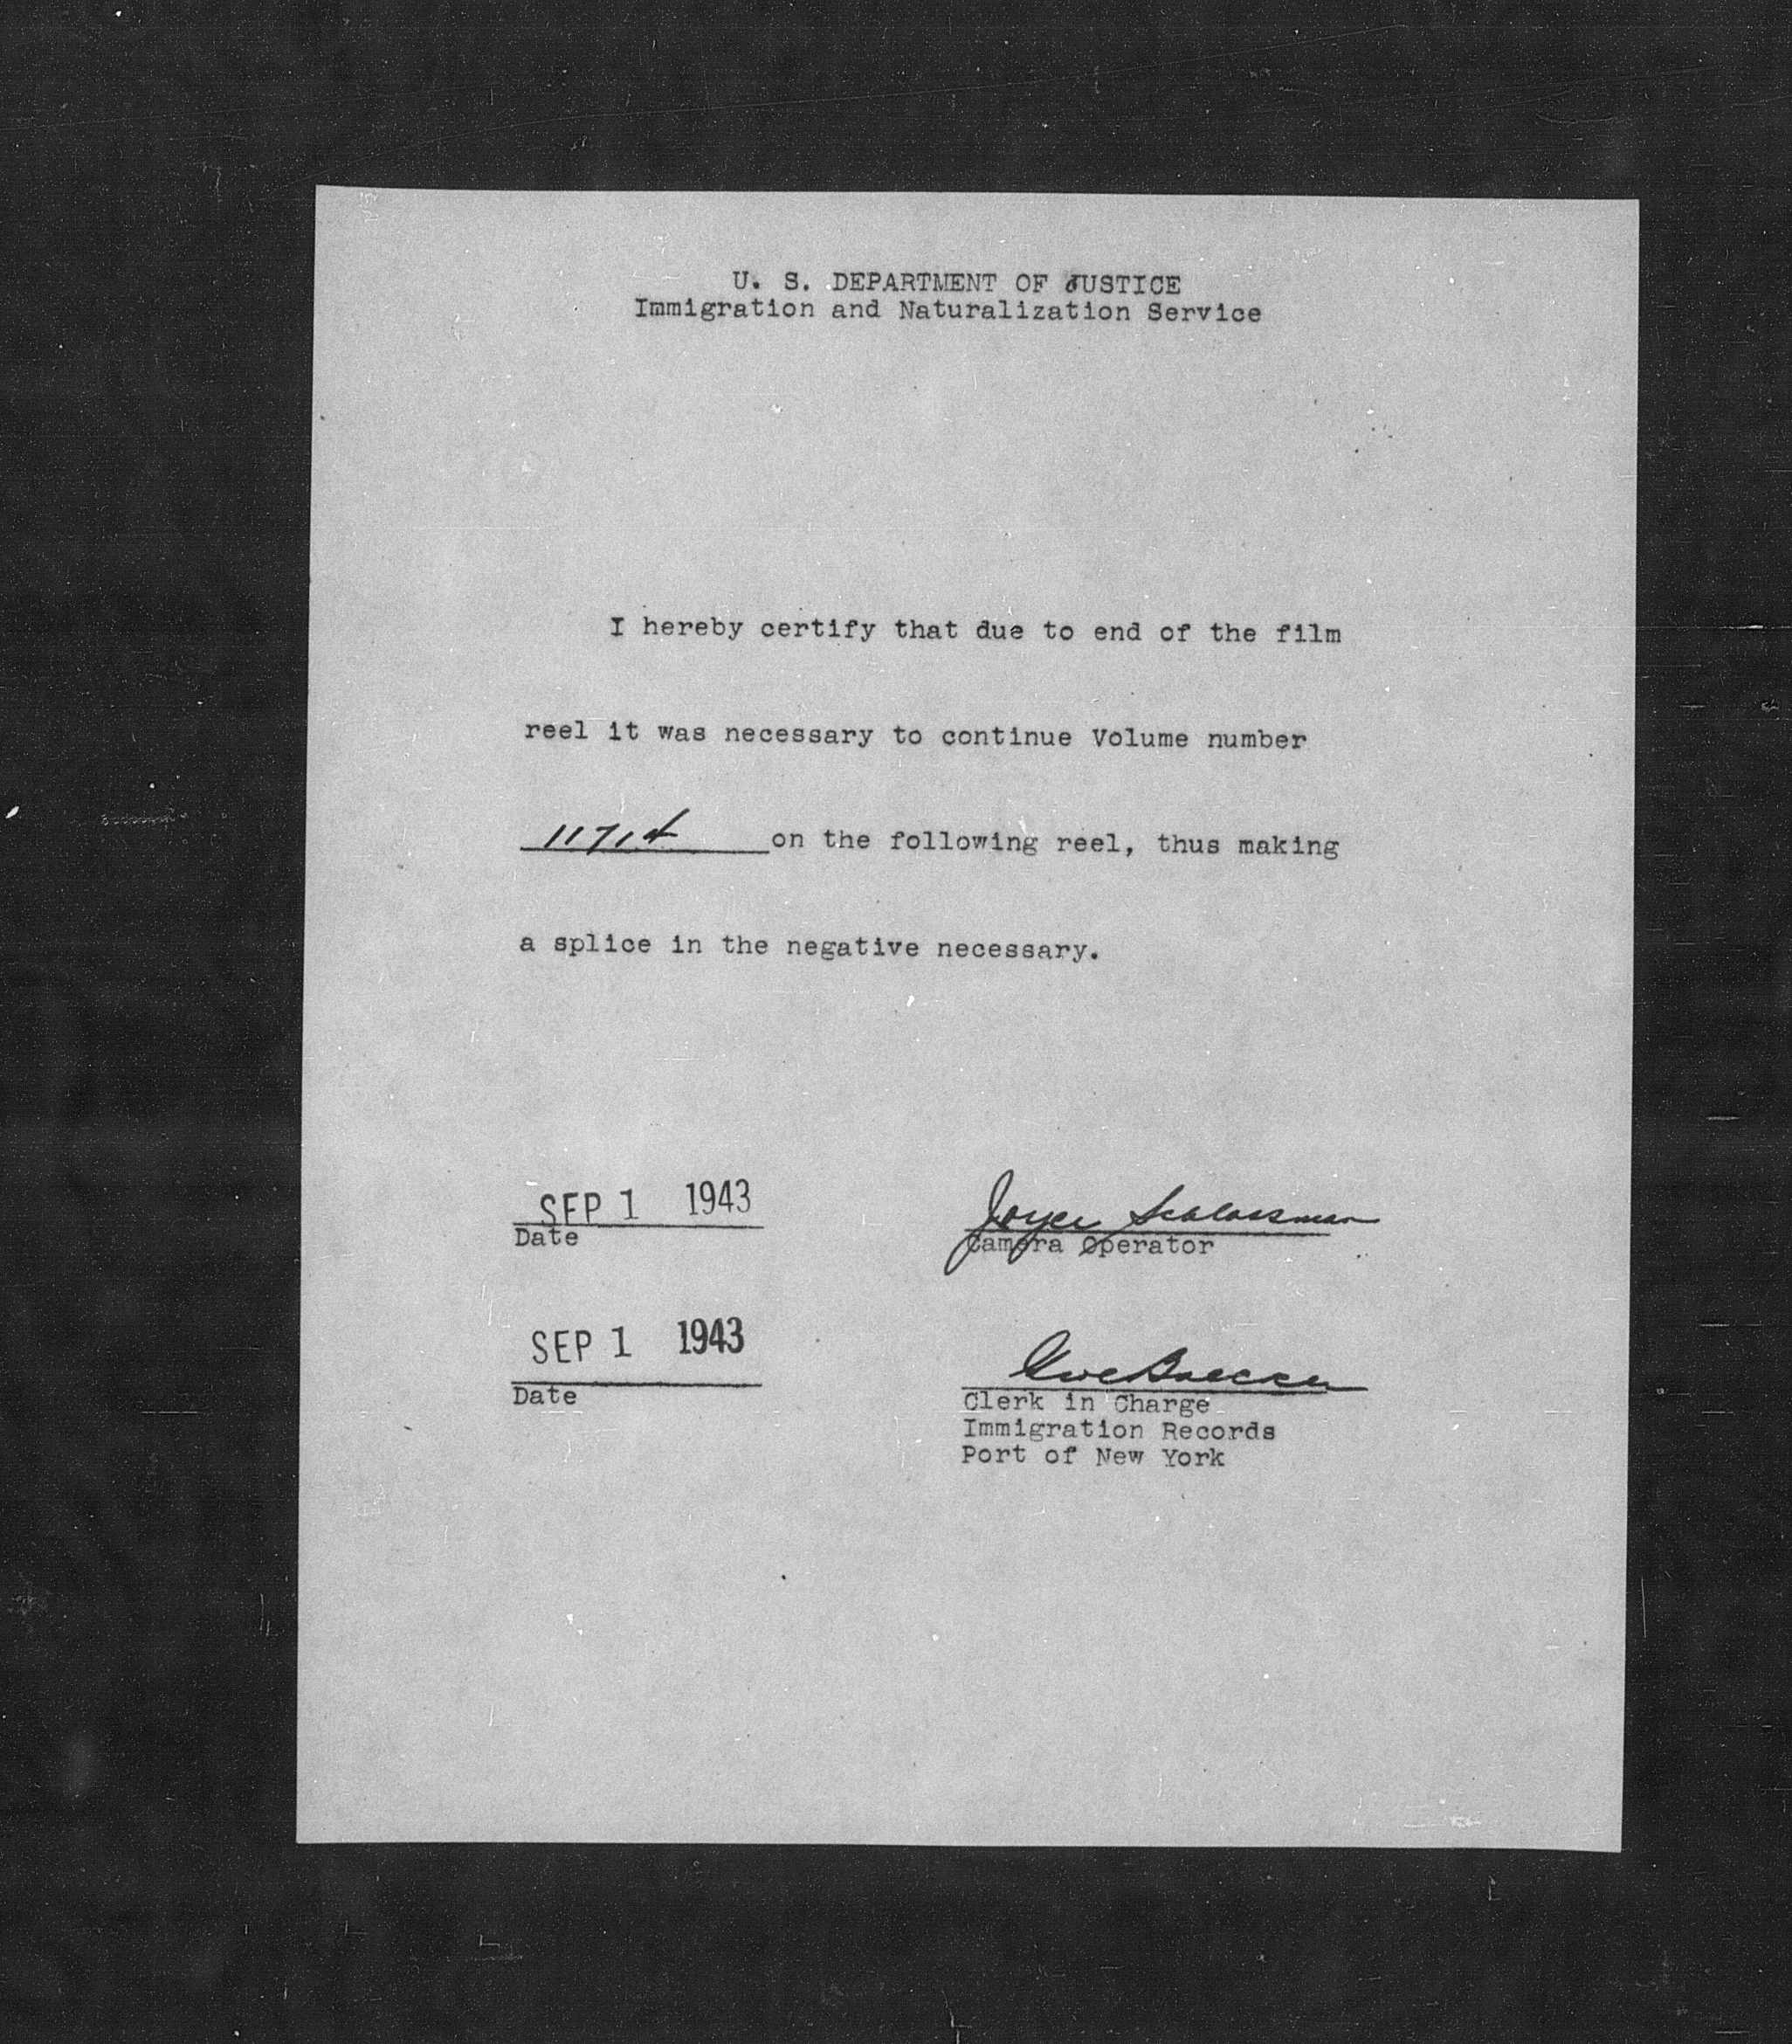 U. S. DEPARTMENT OF JUSTICE
Immigration and Naturalization Service
I hereby certify that due to end of the film
reel it was necessary to continue Volume number
11714 on the following reel, thus making
a splice in the negative necessary.
SEP 1 1943
Date
Joyce Schlossman
Camera Operator
SEP 1 1943
Date
Clerk in Charge
Immigration Records
Port of New York